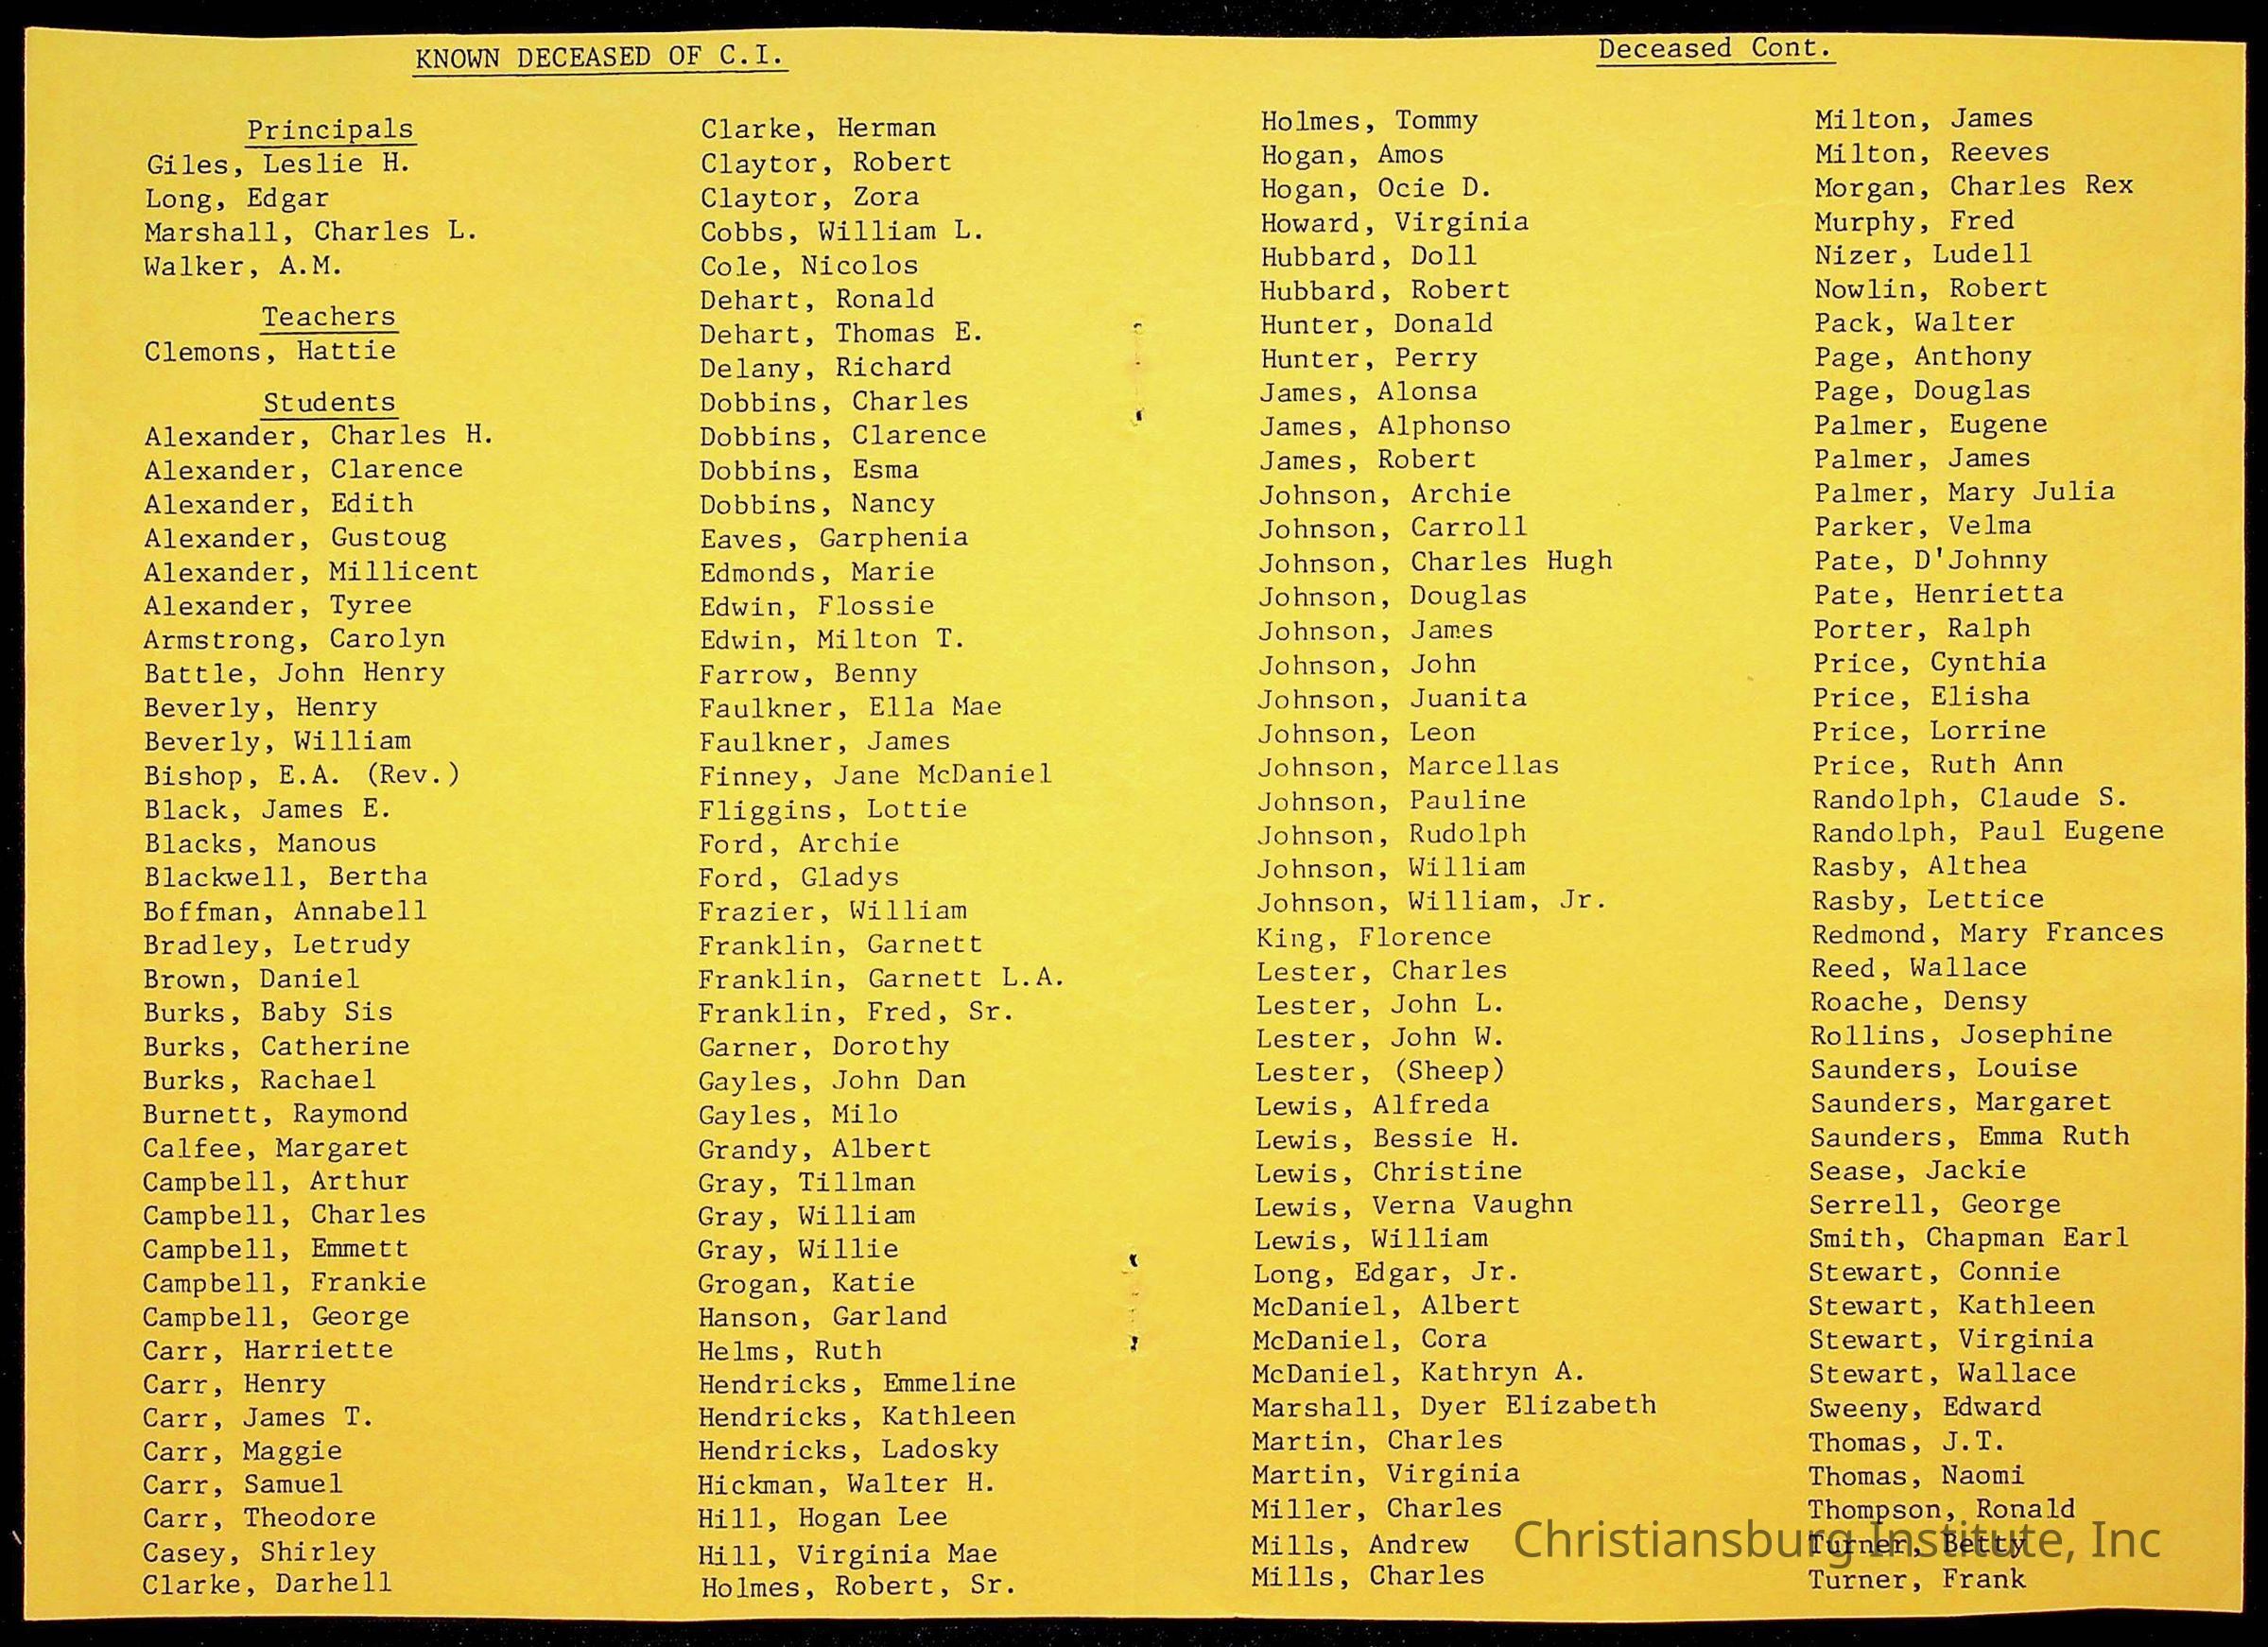 KNOWN DECEASED OF C.I.
Principals
Giles, Leslie H.
Long, Edgar
Marshall, Charles L.
Walker, A.M.
Teachers
Clemons, Hattie
Students
Alexander, Charles H.
Alexander, Clarence
Alexander, Edith
Alexander, Gustoug
Alexander, Millicent
Alexander, Tyree
Armstrong, Carolyn
Battle, John Henry
Beverly, Henry
Beverly, William
Bishop, E.A. (Rev.)
Black, James E.
Blacks, Manous
Blackwell, Bertha
Boffman, Annabell
Bradley, Letrudy
Brown, Daniel
Burks, Baby Sis
Burks, Catherine
Burks, Rachael
Burnett, Raymond
Calfee, Margaret
Campbell, Arthur
Campbell, Charles
Campbell, Emmett
Campbell, Frankie
Campbell, George
Carr, Harriette
Carr, Henry
Carr, James T.
Carr, Maggie
Carr, Samuel
Carr, Theodore
Casey, Shirley
Clarke, Darhell
Clarke, Herman
Claytor, Robert
Claytor, Zora
Cobbs, William L.
Cole, Nicolos
Dehart, Ronald
Dehart, Thomas E.
Delany, Richard
Dobbins, Charles
Dobbins, Clarence
Dobbins, Esma
Dobbins, Nancy
Eaves, Garphenia
Edmonds, Marie
Edwin, Flossie
Edwin, Milton T.
Farrow, Benny
Faulkner, Ella Mae
Faulkner, James
Finney, Jane McDaniel
Fliggins, Lottie
Ford, Archie
Ford, Gladys
Frazier, William
Franklin, Garnett
Franklin, Garnett L.A.
Franklin, Fred, Sr.
Garner, Dorothy
Gayles, John Dan
Gayles, Milo
Grandy, Albert
Gray, Tillman
Gray, William
Gray, Willie
Grogan, Katie
Hanson, Garland
Helms, Ruth
Hendricks, Emmeline
Hendricks, Kathleen
Hendricks, Ladosky
Hickman, Walter H.
Hill, Hogan Lee
Hill, Virginia Mae
Holmes, Robert, Sr.
Deceased Cont.
Holmes, Tommy
Hogan, Amos
Hogan, Ocie D.
Howard, Virginia
Hubbard, Doll
Hubbard, Robert
Hunter, Donald
Hunter, Perry
James, Alonsa
James, Alphonso
James, Robert
Johnson, Archie
Johnson, Carroll
Johnson, Charles Hugh
Johnson, Douglas
Johnson, James
Johnson, John
Johnson, Juanita
Johnson, Leon
Johnson, Marcellas
Johnson, Pauline
Johnson, Rudolph
Johnson, William
Johnson, William, Jr.
King, Florence
Lester, Charles
Lester, John L.
Lester, John W.
Lester, (Sheep)
Lewis, Alfreda
Lewis, Bessie H.
Lewis, Christine
Lewis, Verna Vaughn
Lewis, William
Long, Edgar, Jr.
McDaniel, Albert
McDaniel, Cora
McDaniel, Kathryn A.
Marshall, Dyer Elizabeth
Martin, Charles
Martin, Virginia
Miller, Charles
Mills, Andrew
Mills, Charles
Milton, James
Milton, Reeves
Morgan, Charles Rex
Murphy, Fred
Nizer, Ludell
Nowlin, Robert
Pack, Walter
Page, Anthony
Page, Douglas
Palmer, Eugene
Palmer, James
Palmer, Mary Julia
Parker, Velma
Pate, D'Johnny
Pate, Henrietta
Porter, Ralph
Price, Cynthia
Price, Elisha
Price, Lorrine
Price, Ruth Ann
Randolph, Claude S.
Randolph, Paul Eugene
Rasby, Althea
Rasby, Lettice
Redmond, Mary Frances
Reed, Wallace
Roache, Densy
Rollins, Josephine
Saunders, Louise
Saunders, Margaret
Saunders, Emma Ruth
Sease, Jackie
Serrell, George
Smith, Chapman Earl
Stewart, Connie
Stewart, Kathleen
Stewart, Virginia
Stewart, Wallace
Sweeny, Edward
Thomas, J.T.
Thomas, Naomi
Thompson, Ronald
Turner, Betty
Turner, Frank
Christiansburg Institute, Inc